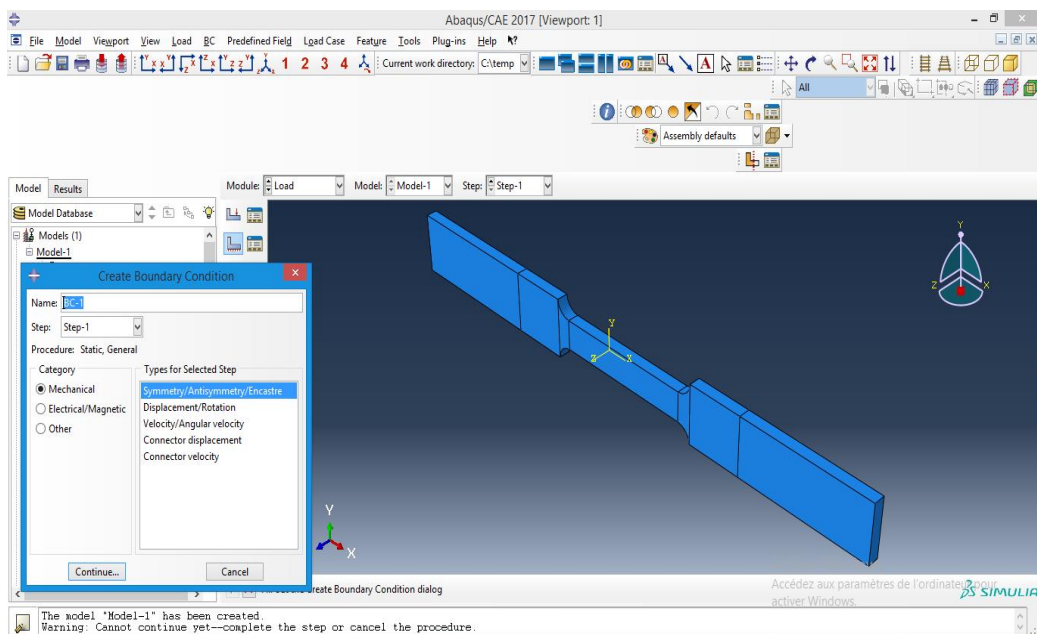 Abaqus/CAE 2017 [Viewport: 1]
File Model Viewport View Load BC Predefined Field Load Case Feature Tools Plug-ins Help
1 2 3 4 Current work directory: C:\temp
All
Assembly defaults
Model Results
Module: Load Model: Model-1 Step: Step-1
Model Database
Models (1)
Model-1
Create Boundary Condition
Name: BC-1
Step: Step-1
Procedure: Static, General
Category
Mechanical
Electrical/Magnetic
Other
Types for Selected Step
Symmetry/Antisymmetry/Encastre
Displacement/Rotation
Velocity/Angular velocity
Connector displacement
Connector velocity
Continue...
Cancel
Y
Z X
Y
Z X
Y
X
Create Boundary Condition dialog
Accédez aux paramètres de l'ordinateur pour
activer Windows.
SIMULIA
The model "Model-1" has been created.
Warning: Cannot continue yet--complete the step or cancel the procedure.